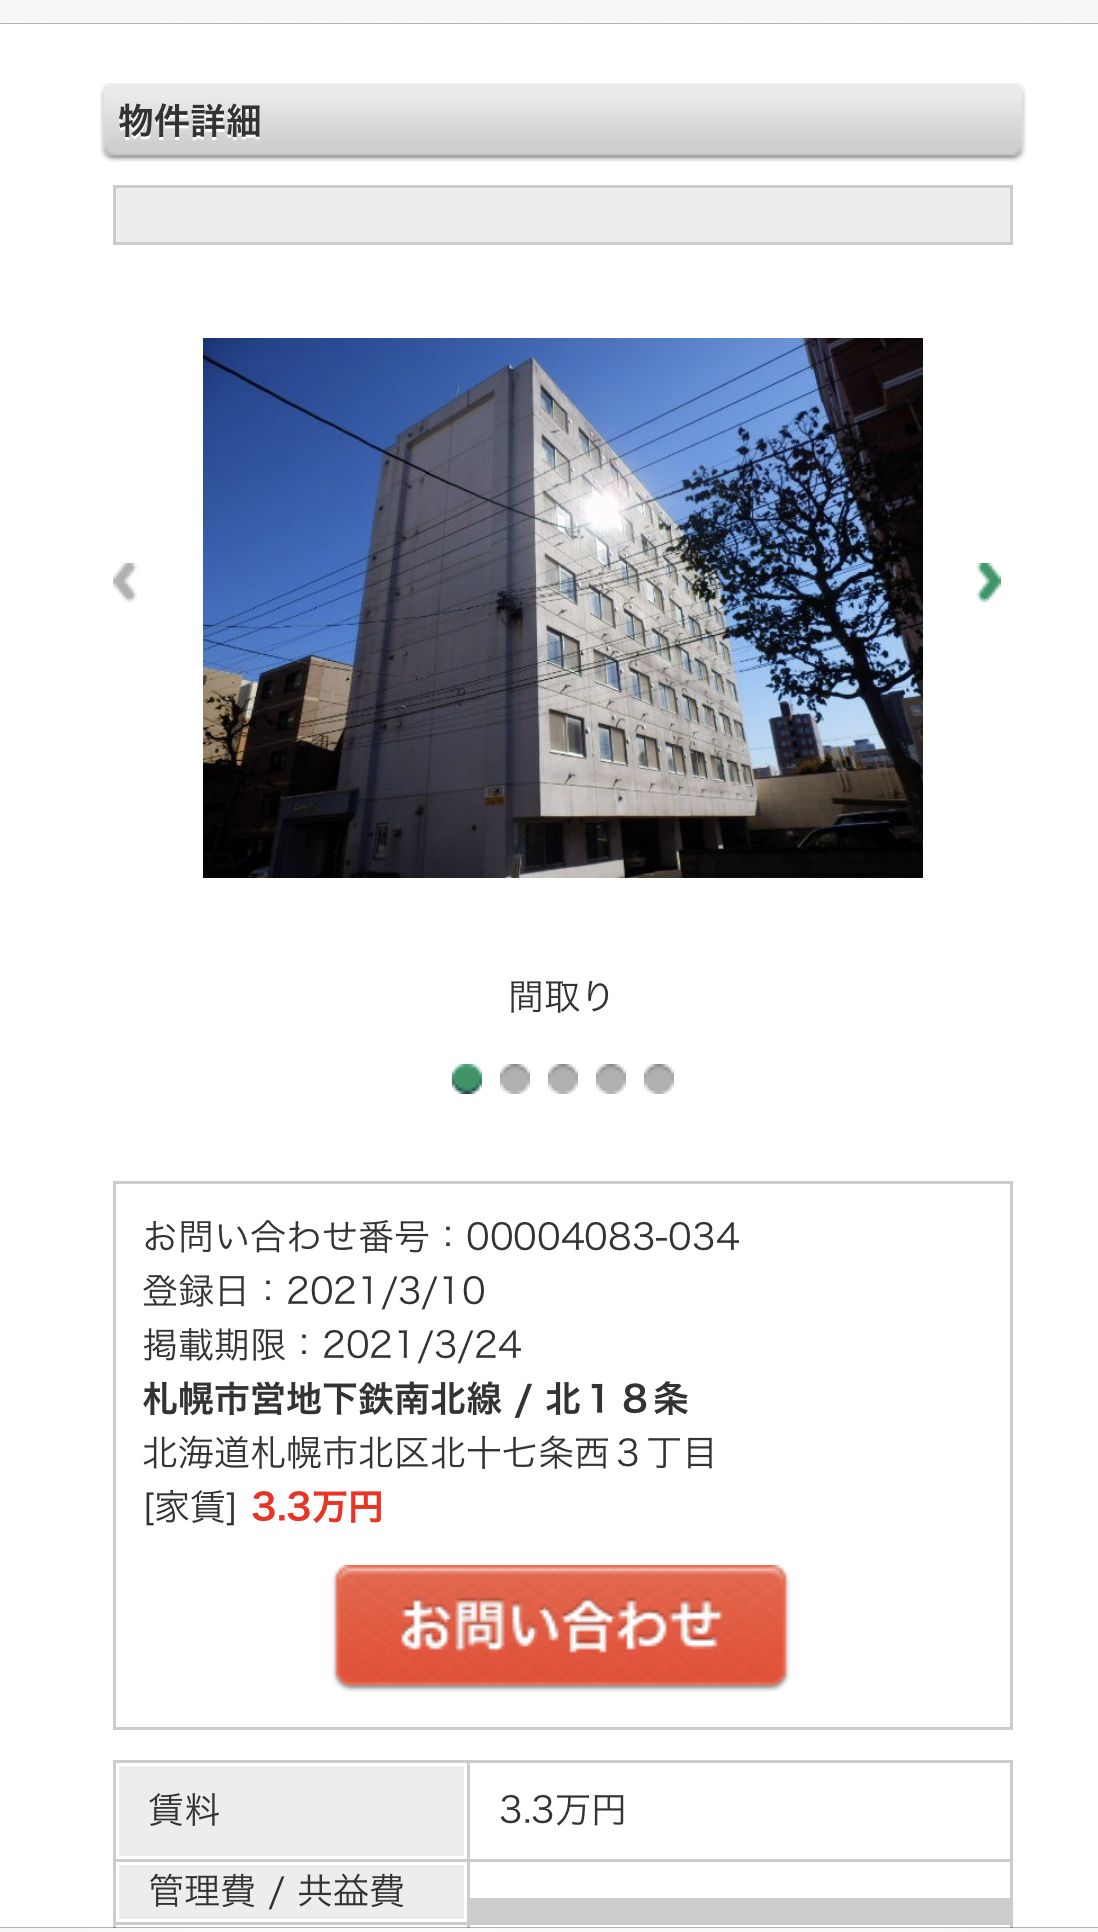 物件詳細
間取り
お問い合わせ番号：00004083-034
登録日：2021/3/10
掲載期限：2021/3/24
札幌市営地下鉄南北線 / 北１８条
北海道札幌市北区北十七条西３丁目
[家賃] 3.3万円
お問い合わせ
賃料 3.3万円
管理費 / 共益費